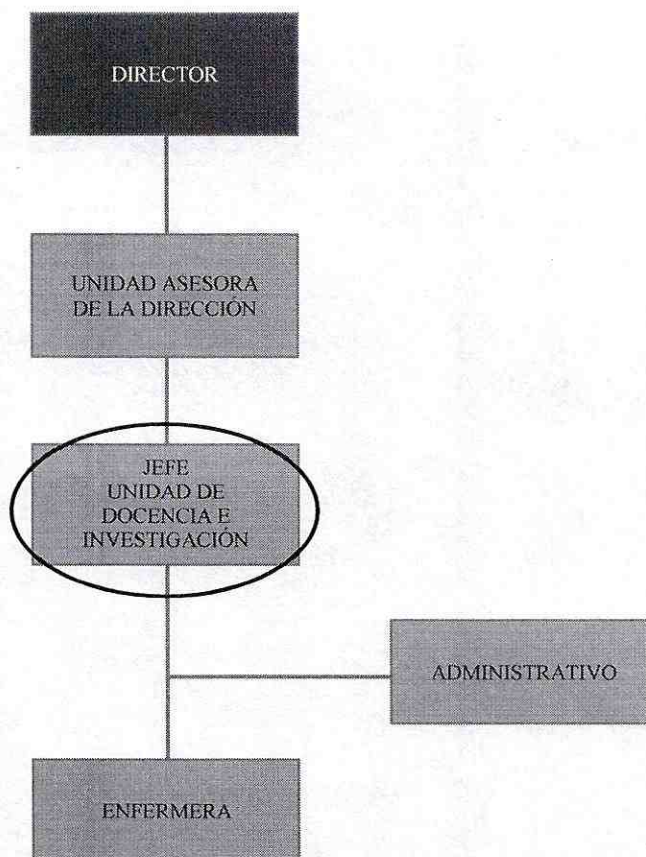 DIRECTOR
UNIDAD ASESORA
DE LA DIRECCIÓN
JEFE
UNIDAD DE
DOCENCIA E
INVESTIGACIÓN
ADMINISTRATIVO
ENFERMERA